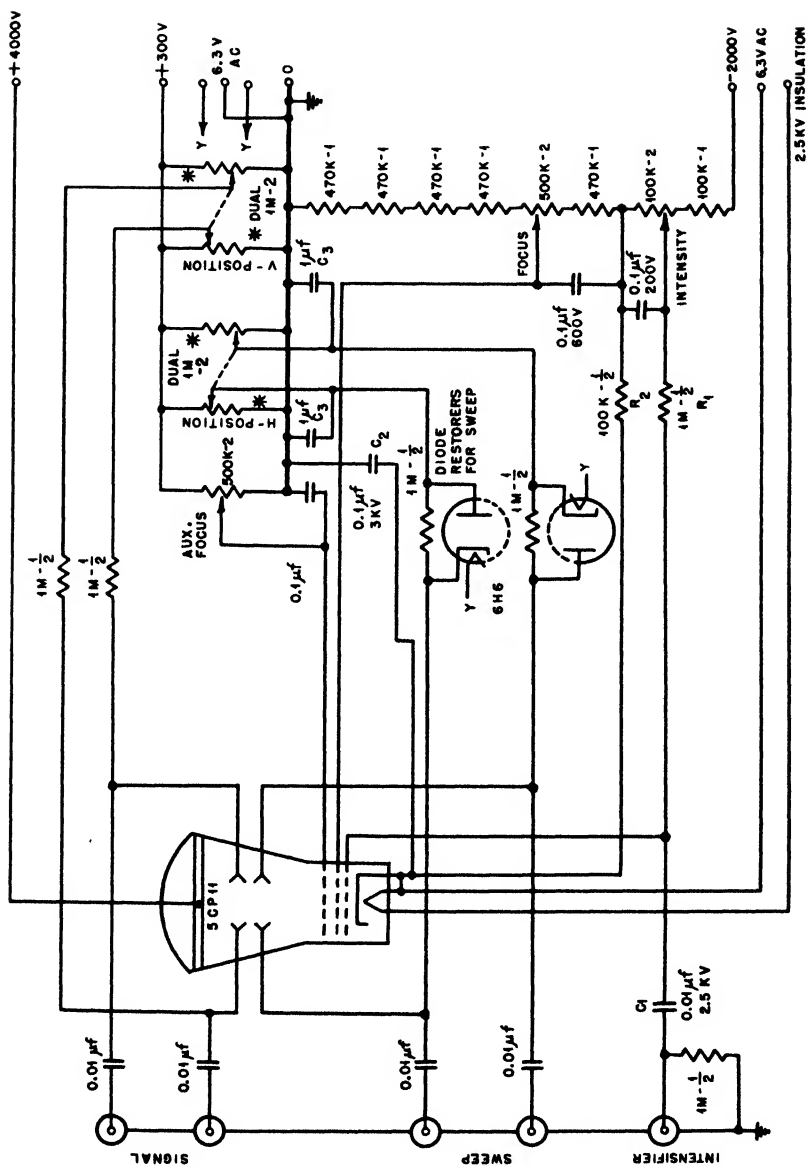 +4000V
+300V
6.3V
AC
Y
Y
0
*
DUAL
1M-2
*
V-POSITION
1µf
C3
DUAL
1M
-2
*
H-POSITION
*
1µf
C3
500K-2
AUX.
FOCUS
0.1µf
C2
0.1µf
3KV
470K-1
470K-1
470K-1
470K-1
500K-2
FOCUS
470K-1
100K-2
INTENSITY
100K-1
-2000V
6.3V AC
2.5KV INSULATION
0.1µf
600V
0.1µf
200V
1M-½
1M-½
1M-½
DIODE
RESTORERS
FOR SWEEP
Y
6H6
1M-½
Y
100K-½
R2
1M-½
R1
5CP11
0.01µf
0.01µf
0.01µf
0.01µf
C1
0.01µf
2.5 KV
1M-½
SIGNAL
SWEEP
INTENSIFIER